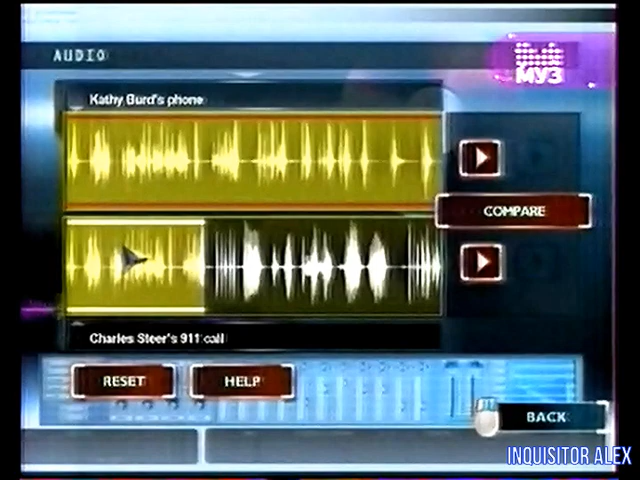 AUDIO
МУЗ
Kathy Burd's phone
COMPARE
Charles Steer's 911 call
RESET
HELP
BACK
INQUISITOR ALEX